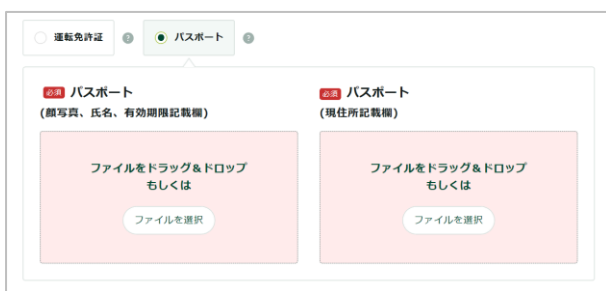 運転免許証 ? パスポート ?
必須 パスポート
(顔写真、氏名、有効期限記載欄)
ファイルをドラッグ&ドロップ
もしくは
ファイルを選択
必須 パスポート
(現住所記載欄)
ファイルをドラッグ&ドロップ
もしくは
ファイルを選択